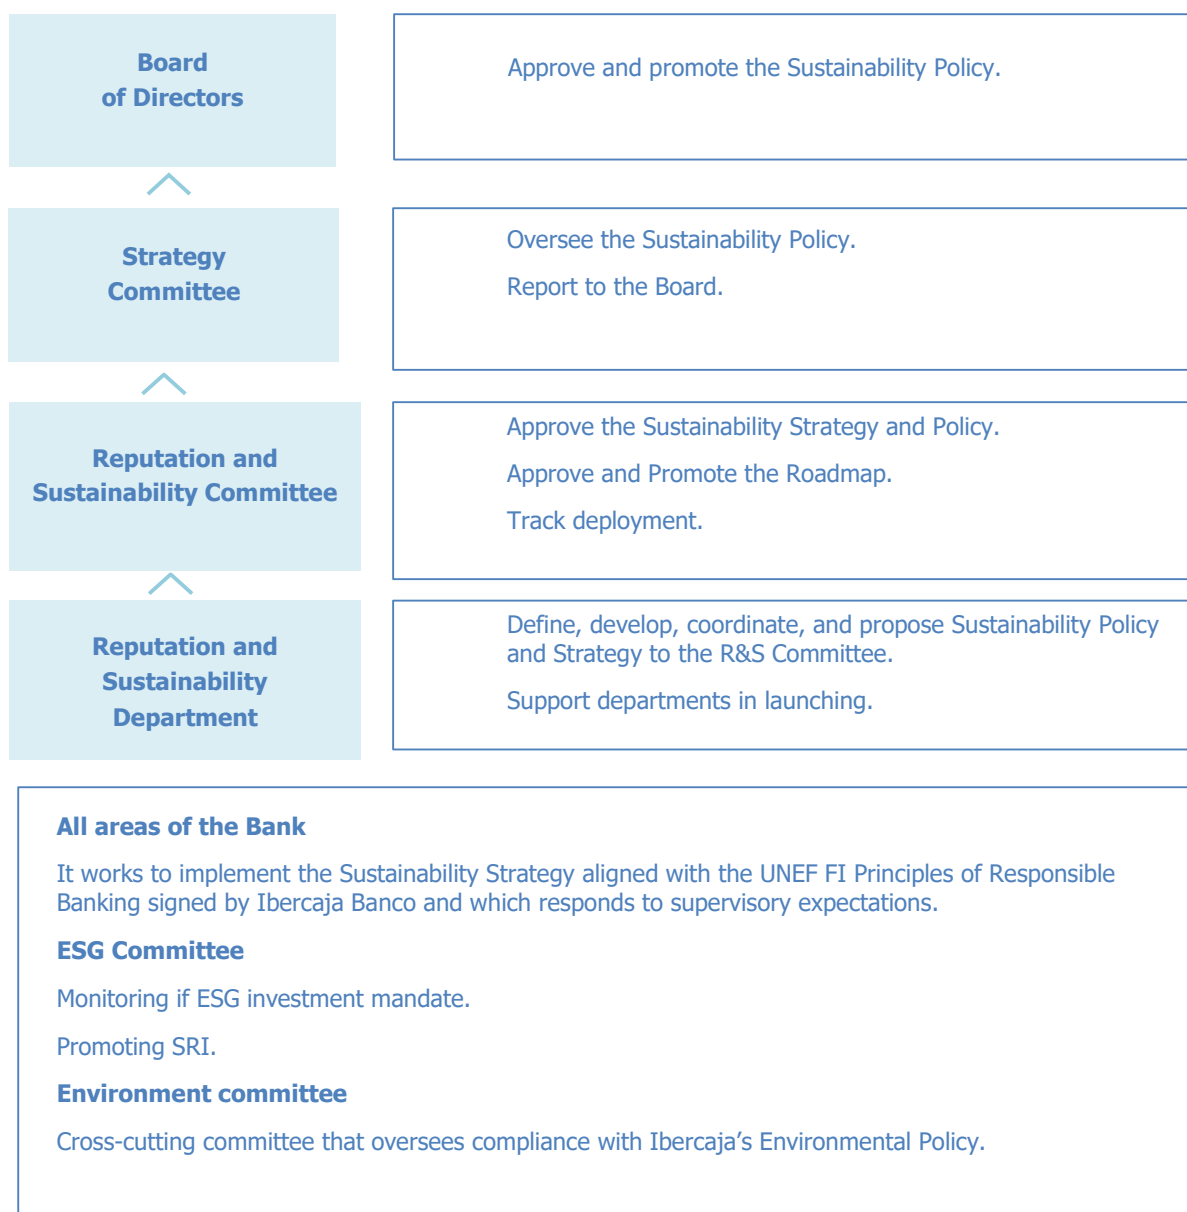 Board
of Directors
Approve and promote the Sustainability Policy.
Strategy
Committee
Oversee the Sustainability Policy.
Report to the Board.
Reputation and
Sustainability Committee
Approve the Sustainability Strategy and Policy.
Approve and Promote the Roadmap.
Track deployment.
Reputation and
Sustainability
Department
Define, develop, coordinate, and propose Sustainability Policy
and Strategy to the R&S Committee.
Support departments in launching.
All areas of the Bank
It works to implement the Sustainability Strategy aligned with the UNEF FI Principles of Responsible
Banking signed by Ibercaja Banco and which responds to supervisory expectations.
ESG Committee
Monitoring if ESG investment mandate.
Promoting SRI.
Environment committee
Cross-cutting committee that oversees compliance with Ibercaja’s Environmental Policy.